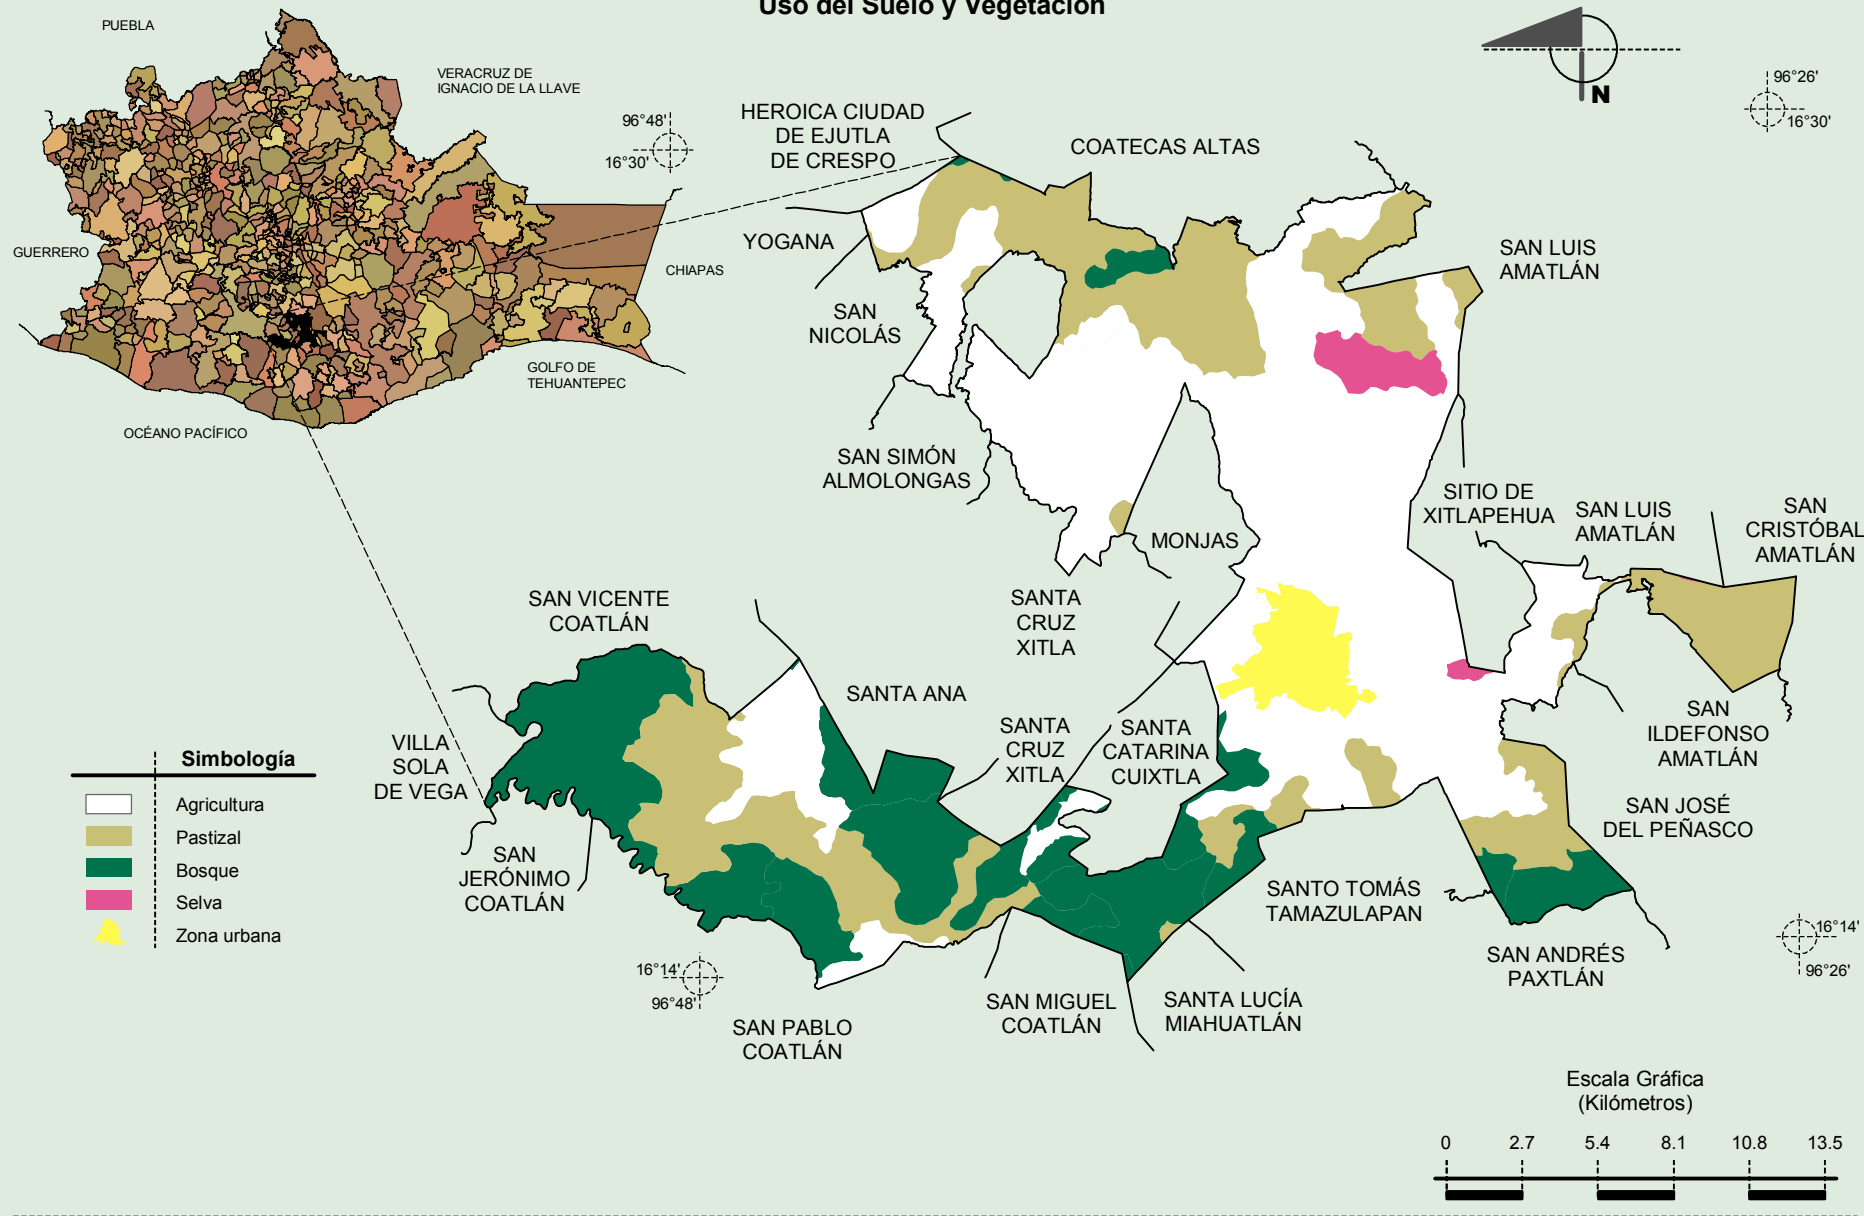 Uso del Suelo y Vegetación
PUEBLA
VERACRUZ DE
IGNACIO DE LA LLAVE
GUERRERO
CHIAPAS
GOLFO DE
TEHUANTEPEC
OCÉANO PACÍFICO
96°48'
16°30'
N
96°26'
16°30'
HEROICA CIUDAD
DE EJUTLA
DE CRESPO
COATECAS ALTAS
YOGANA
SAN
NICOLÁS
SAN LUIS
AMATLÁN
SAN SIMÓN
ALMOLONGAS
SITIO DE
XITLAPEHUA
SAN LUIS
AMATLÁN
SAN
CRISTÓBAL
AMATLÁN
MONJAS
SANTA
CRUZ
XITLA
SAN VICENTE
COATLÁN
SANTA ANA
SANTA
CRUZ
XITLA
SANTA
CATARINA
CUIXTLA
SAN
ILDEFONSO
AMATLÁN
VILLA
SOLA
DE VEGA
SAN JOSÉ
DEL PEÑASCO
SAN
JERÓNIMO
COATLÁN
SANTO TOMÁS
TAMAZULAPAN
SAN ANDRÉS
PAXTLÁN
SAN MIGUEL
COATLÁN
SANTA LUCÍA
MIAHUATLÁN
SAN PABLO
COATLÁN
16°14'
96°48'
16°14'
96°26'
Simbología
Agricultura
Pastizal
Bosque
Selva
Zona urbana
Escala Gráfica
(Kilómetros)
0 2.7 5.4 8.1 10.8 13.5